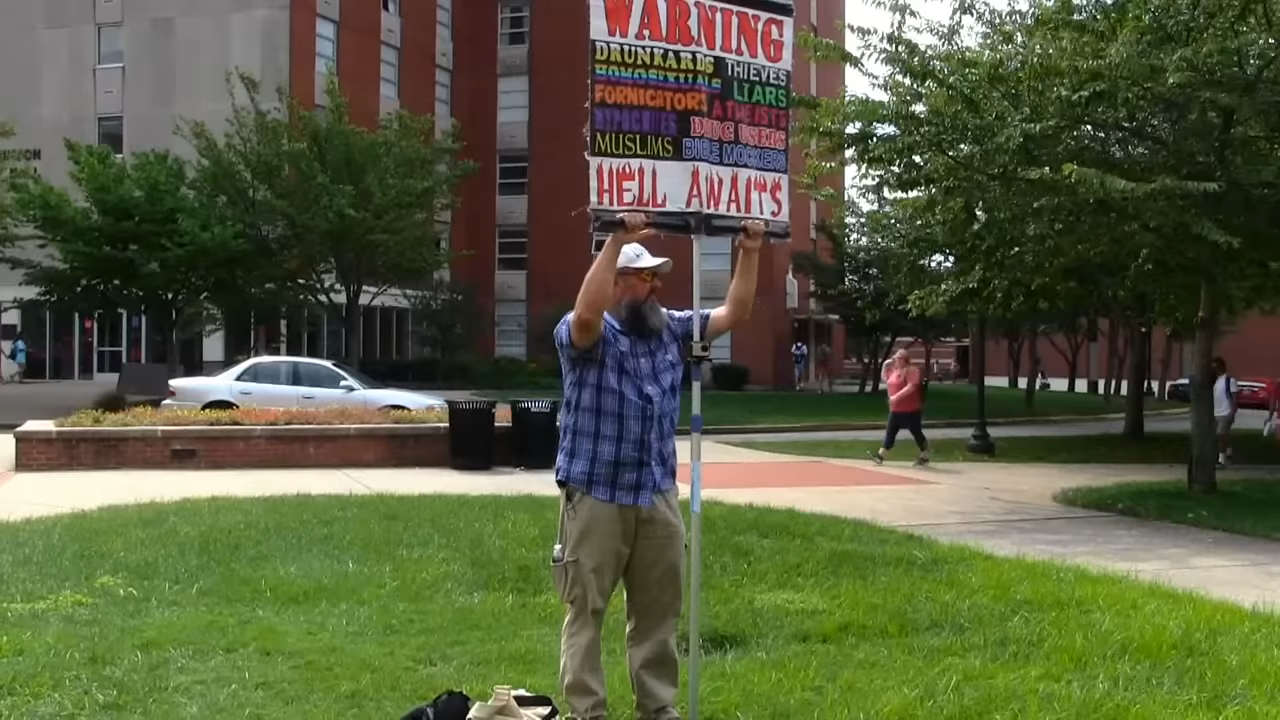 WARNING
DRUNKARDS THIEVES
HOMOSEXUALS LIARS
FORNICATORS ATHEISTS
HYPOCRITES DRUG USERS
MUSLIMS BIBLE MOCKERS
HELL AWAITS